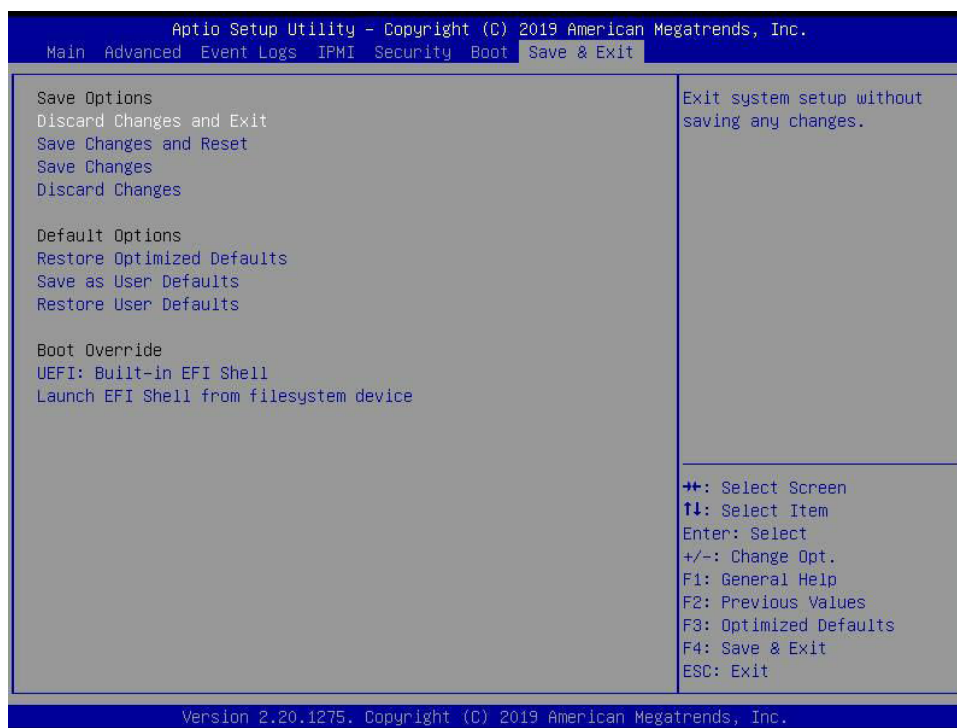 Aptio Setup Utility – Copyright (C) 2019 American Megatrends, Inc.
Main Advanced Event Logs IPMI Security Boot Save & Exit
Save Options
Discard Changes and Exit
Save Changes and Reset
Save Changes
Discard Changes
Default Options
Restore Optimized Defaults
Save as User Defaults
Restore User Defaults
Boot Override
UEFI: Built-in EFI Shell
Launch EFI Shell from filesystem device
Exit system setup without
saving any changes.
→←: Select Screen
↑↓: Select Item
Enter: Select
+/-: Change Opt.
F1: General Help
F2: Previous Values
F3: Optimized Defaults
F4: Save & Exit
ESC: Exit
Version 2.20.1275. Copyright (C) 2019 American Megatrends, Inc.